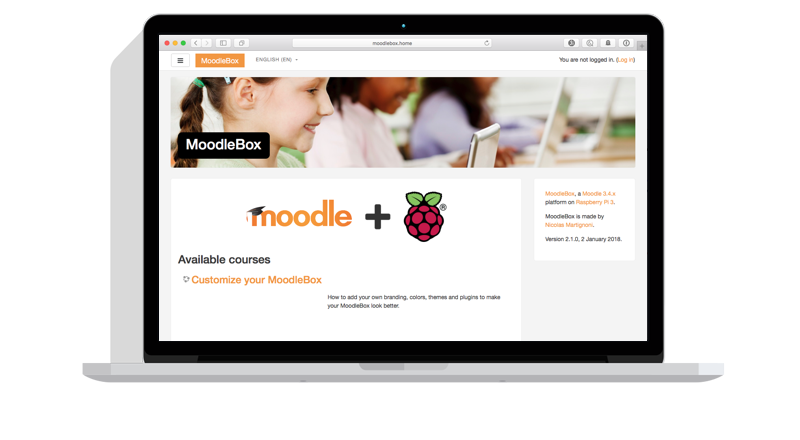 moodlebox.home
MoodleBox
ENGLISH (EN)
You are not logged in. (Log in)
MoodleBox
moodle + ®
Available courses
Customize your MoodleBox
How to add your own branding, colors, themes and plugins to make
your MoodleBox look better.
MoodleBox, a Moodle 3.4.x
platform on Raspberry Pi 3.
MoodleBox is made by
Nicolas Martignoni.
Version 2.1.0, 2 January 2018.